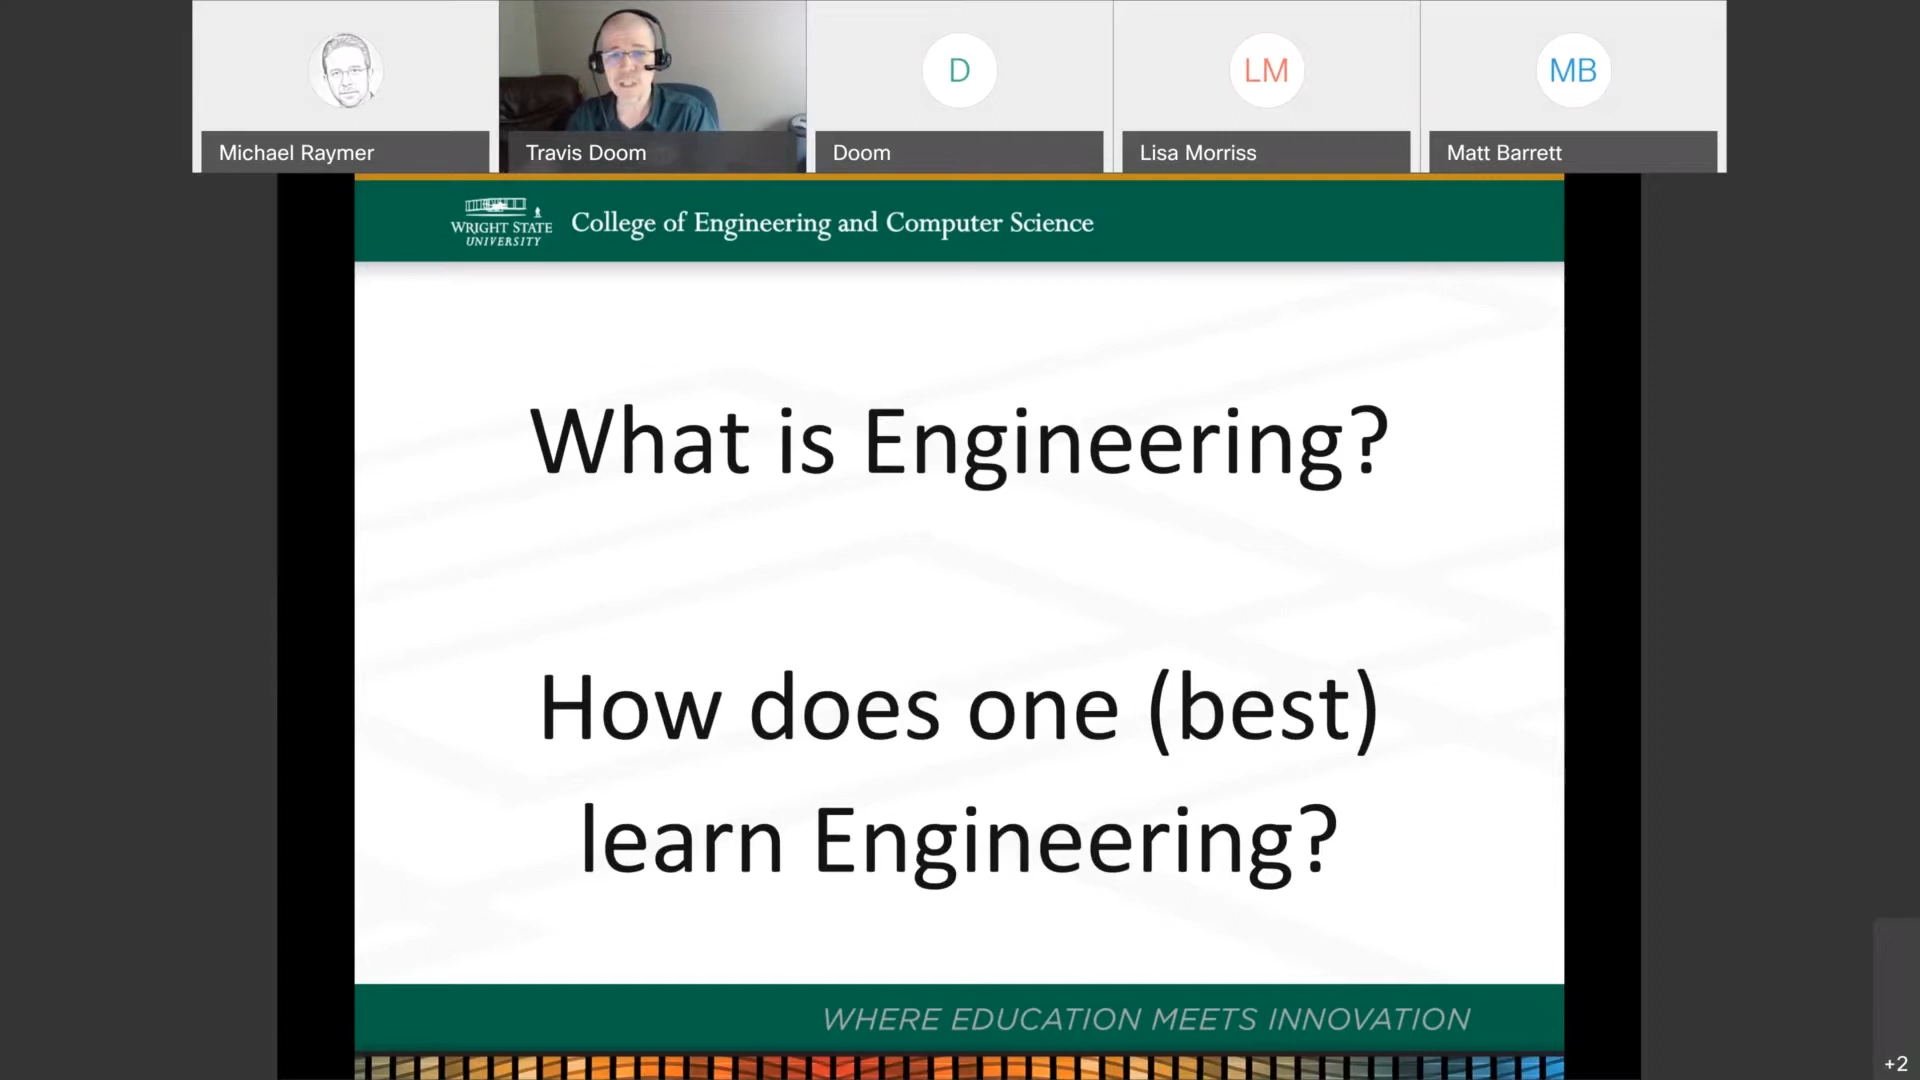 Michael Raymer
Travis Doom
D
Doom
LM
Lisa Morriss
MB
Matt Barrett
WRIGHT STATE
UNIVERSITY
College of Engineering and Computer Science
What is Engineering?
How does one (best)
learn Engineering?
WHERE EDUCATION MEETS INNOVATION
+2